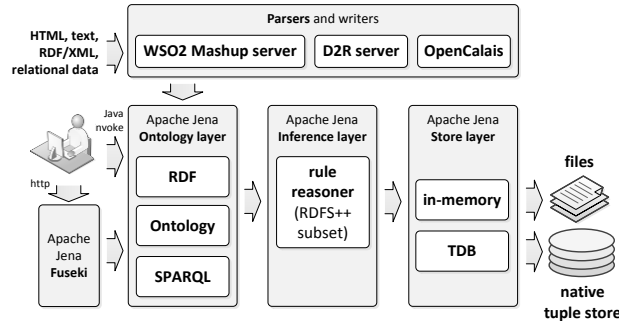 Parsers and writers
HTML, text,
RDF/XML,
relational data
WSO2 Mashup server
D2R server
OpenCalais
Java
nvoke
http
Apache Jena
Ontology layer
RDF
Ontology
SPARQL
Apache
Jena
Fuseki
Apache Jena
Inference layer
rule
reasoner
(RDFS++
subset)
Apache Jena
Store layer
in-memory
TDB
files
native
tuple store